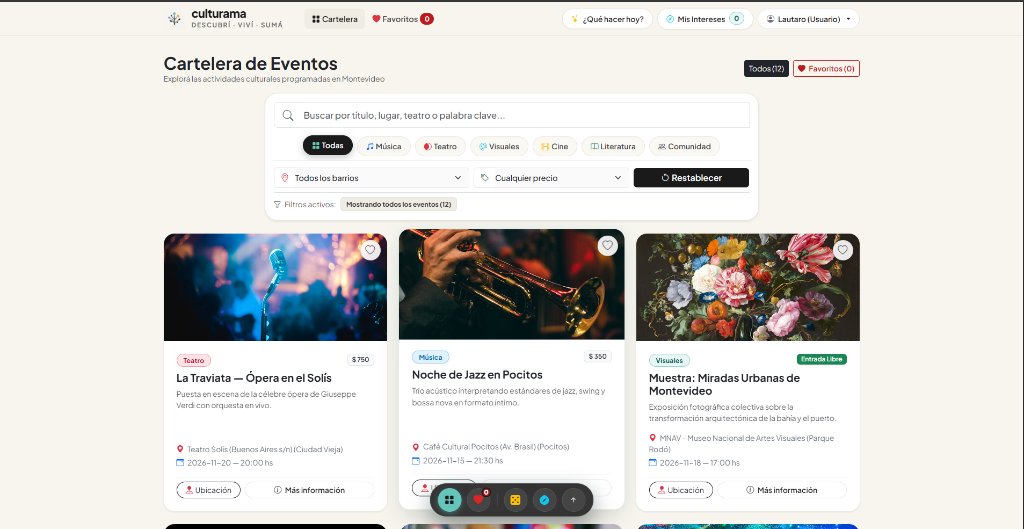 culturama
DESCUBRÍ · VIVÍ · SUMÁ
Cartelera
Favoritos 0
¿Qué hacer hoy?
Mis Intereses 0
Lautaro (Usuario)
Cartelera de Eventos
Explorá las actividades culturales programadas en Montevideo
Todos (12)
Favoritos (0)
Buscar por título, lugar, teatro o palabra clave...
Todas
Música
Teatro
Visuales
Cine
Literatura
Comunidad
Todos los barrios
Cualquier precio
Restablecer
Filtros activos: Mostrando todos los eventos (12)
Teatro
$ 750
La Traviata — Ópera en el Solís
Puesta en escena de la célebre ópera de Giuseppe
Verdi con orquesta en vivo.
Teatro Solís (Buenos Aires s/n) (Ciudad Vieja)
2026-11-20 — 20:00 hs
Ubicación
Más información
Música
$ 350
Noche de Jazz en Pocitos
Trío acústico interpretando estándares de jazz, swing y
bossa nova en formato íntimo.
Café Cultural Pocitos (Av. Brasil) (Pocitos)
2026-11-15 — 21:30 hs
Visuales
Entrada Libre
Muestra: Miradas Urbanas de
Montevideo
Exposición fotográfica colectiva sobre la
transformación arquitectónica de la bahía y el puerto.
MNAV - Museo Nacional de Artes Visuales (Parque
Rodó)
2026-11-18 — 17:00 hs
Ubicación
Más información
0